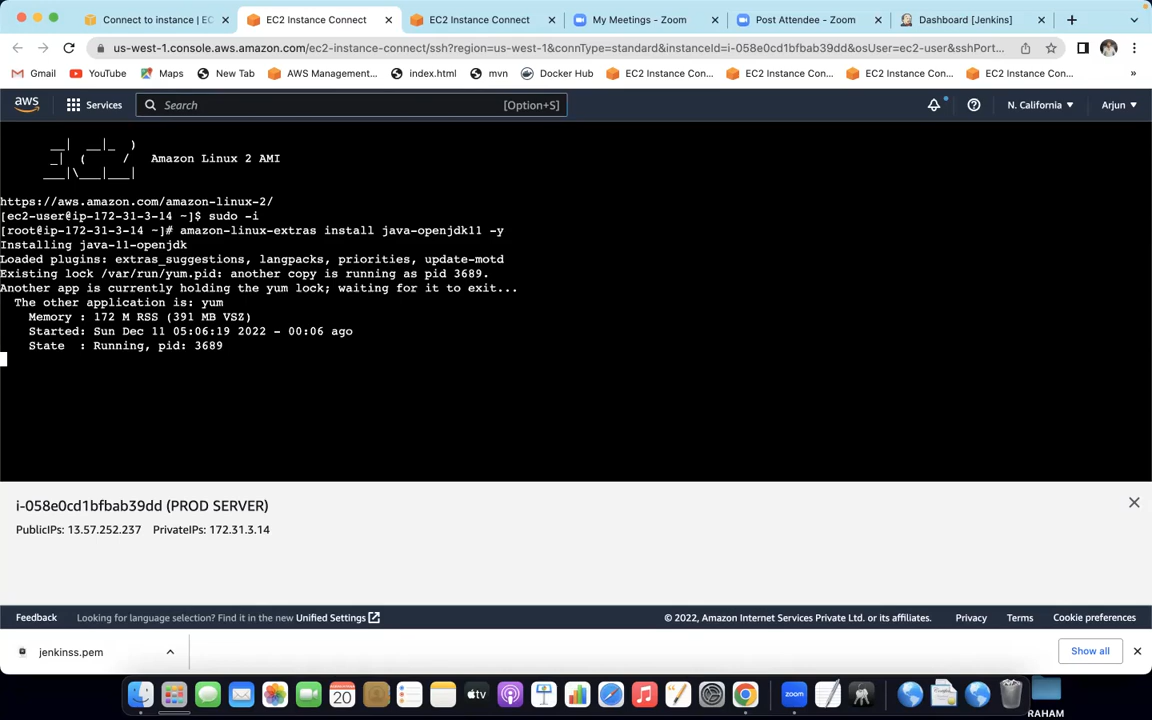 Connect to instance | EC
EC2 Instance Connect
EC2 Instance Connect
My Meetings - Zoom
Post Attendee - Zoom
Dashboard [Jenkins]
us-west-1.console.aws.amazon.com/ec2-instance-connect/ssh?region=us-west-1&connType=standard&instanceId=i-058e0cd1bfbab39dd&osUser=ec2-user&sshPort...
Gmail
YouTube
Maps
New Tab
AWS Management...
index.html
mvn
Docker Hub
EC2 Instance Con...
EC2 Instance Con...
EC2 Instance Con...
EC2 Instance Con...
»
aws
Services
Search
[Option+S]
N. California
Arjun
__|  __|_  )
_|  (     /   Amazon Linux 2 AMI
___|\___|___|
https://aws.amazon.com/amazon-linux-2/
[ec2-user@ip-172-31-3-14 ~]$ sudo -i
[root@ip-172-31-3-14 ~]# amazon-linux-extras install java-openjdk11 -y
Installing java-11-openjdk
Loaded plugins: extras_suggestions, langpacks, priorities, update-motd
Existing lock /var/run/yum.pid: another copy is running as pid 3689.
Another app is currently holding the yum lock; waiting for it to exit...
The other application is: yum
Memory : 172 M RSS (391 MB VSZ)
Started: Sun Dec 11 05:06:19 2022 - 00:06 ago
State  : Running, pid: 3689
i-058e0cd1bfbab39dd (PROD SERVER)
PublicIPs: 13.57.252.237 PrivateIPs: 172.31.3.14
Feedback
Looking for language selection? Find it in the new Unified Settings
© 2022, Amazon Internet Services Private Ltd. or its affiliates.
Privacy
Terms
Cookie preferences
jenkinss.pem
Show all
20
tv
zoom
RAHAM